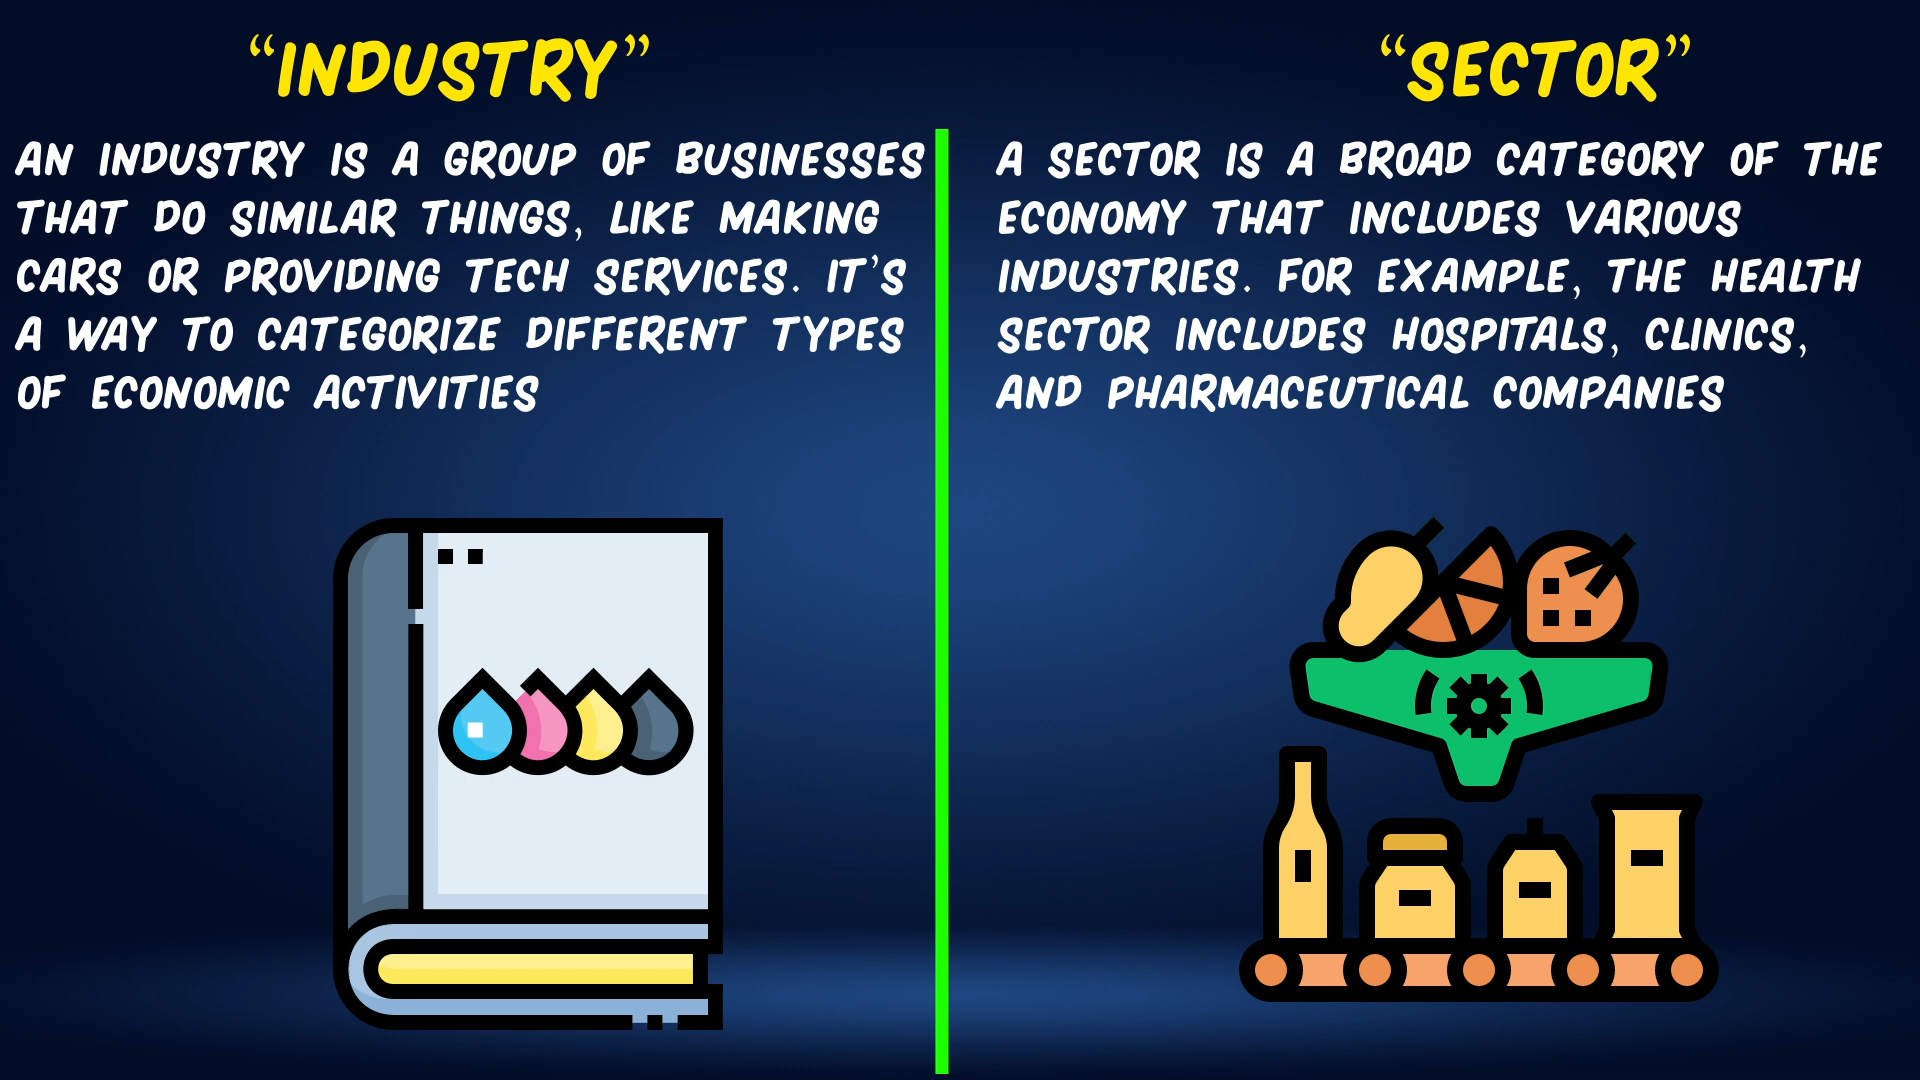 “INDUSTRY”
AN INDUSTRY IS A GROUP OF BUSINESSES
THAT DO SIMILAR THINGS, LIKE MAKING
CARS OR PROVIDING TECH SERVICES. IT’S
A WAY TO CATEGORIZE DIFFERENT TYPES
OF ECONOMIC ACTIVITIES
“SECTOR”
A SECTOR IS A BROAD CATEGORY OF THE
ECONOMY THAT INCLUDES VARIOUS
INDUSTRIES. FOR EXAMPLE, THE HEALTH
SECTOR INCLUDES HOSPITALS, CLINICS,
AND PHARMACEUTICAL COMPANIES